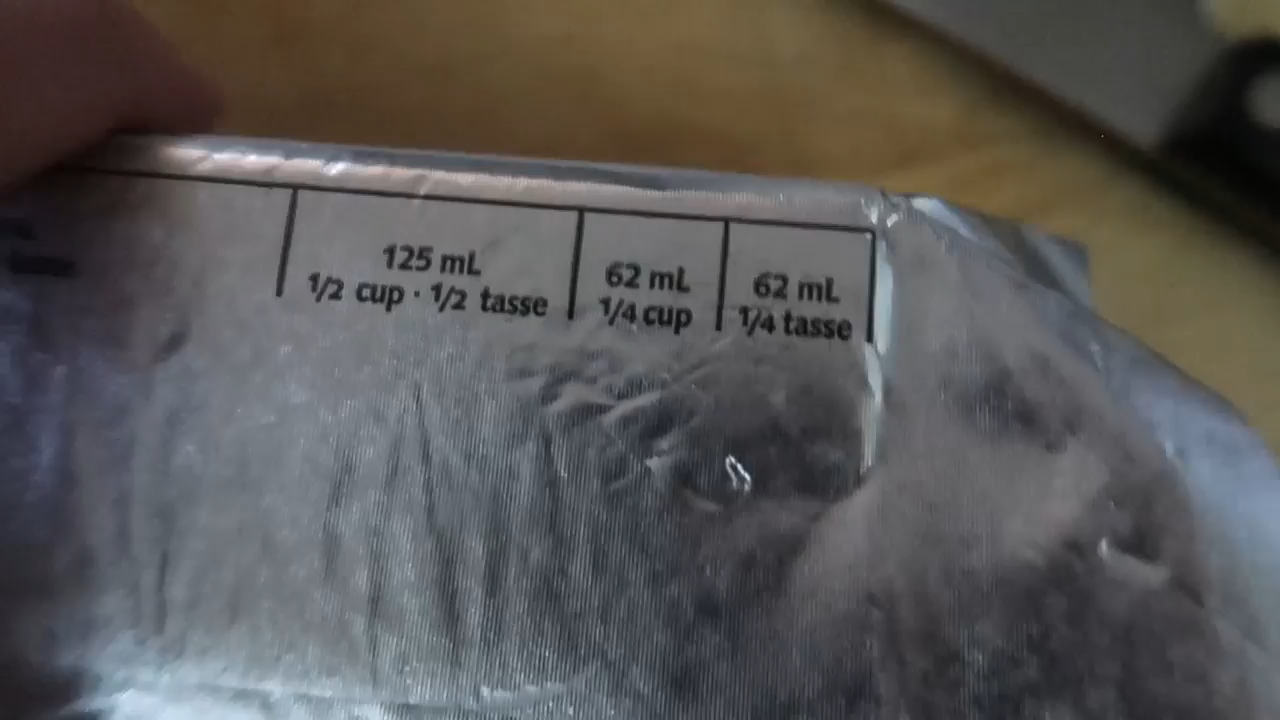 125 mL
1/2 cup · 1/2 tasse
62 mL
1/4 cup
62 mL
1/4 tasse